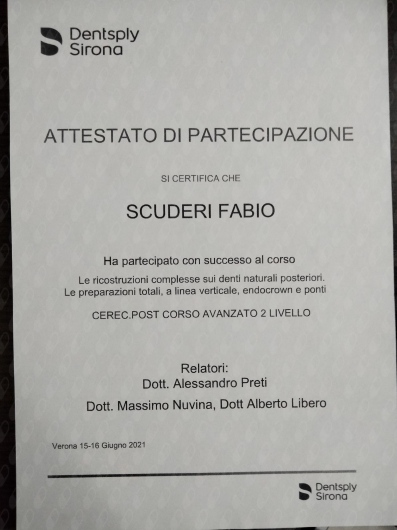 Dentsply
Sirona
ATTESTATO DI PARTECIPAZIONE
SI CERTIFICA CHE
SCUDERI FABIO
Ha partecipato con successo al corso
Le ricostruzioni complesse sui denti naturali posteriori.
Le preparazioni totali, a linea verticale, endocrown e ponti
CEREC.POST CORSO AVANZATO 2 LIVELLO
Relatori:
Dott. Alessandro Preti
Dott. Massimo Nuvina, Dott Alberto Libero
Verona 15-16 Giugno 2021
Dentsply
Sirona